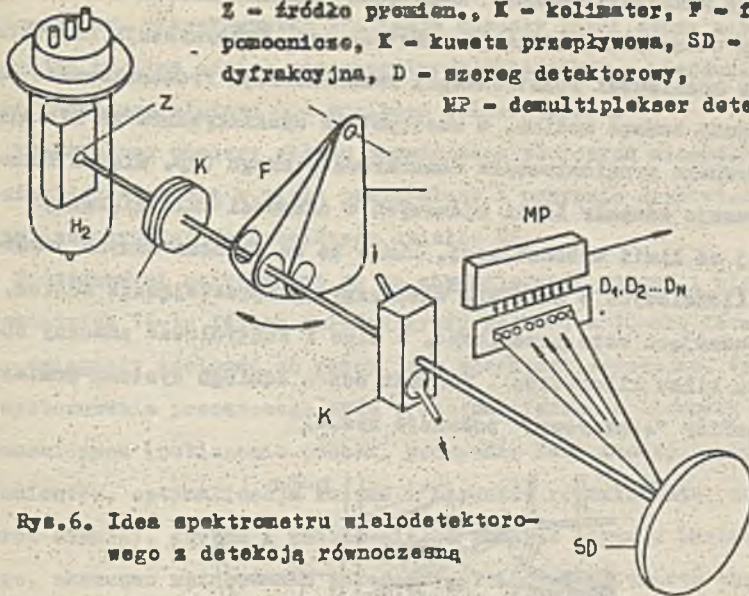 Z - źródło promien., K - kolimator, F - f
pomocnicze, K - kuweta przepływowa, SD -
dyfrakcyjna, D - szereg detektorowy,
MP - demultiplekser dete
Z
K
F
H2
MP
D1.D2...DN
K
SD
Rys.6. Idea spektrometru wielodetektoro-
wego z detekcją równoczesną